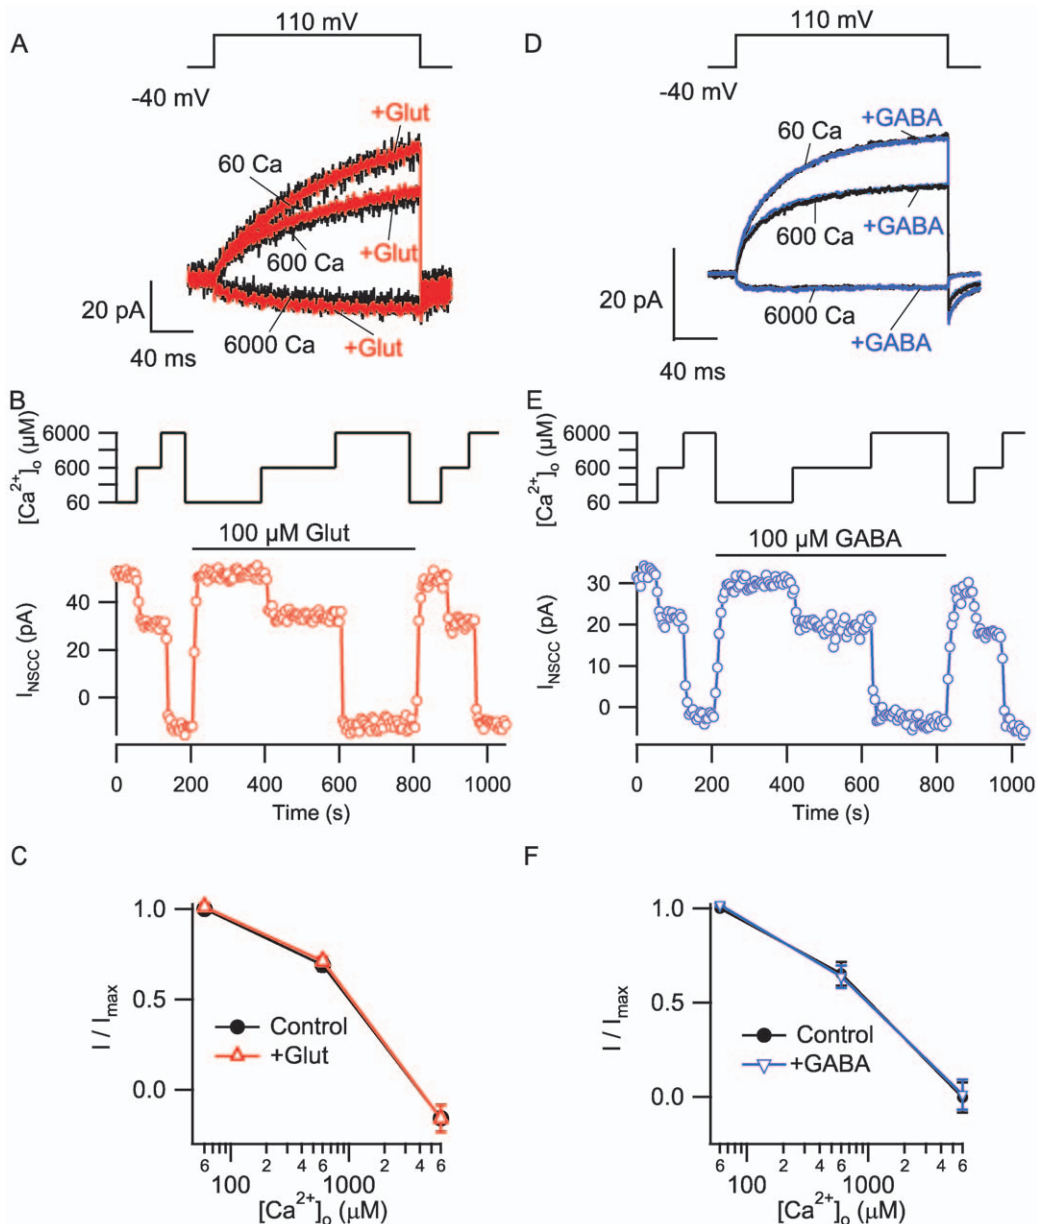 A
110 mV
-40 mV
+Glut
60 Ca
600 Ca
+Glut
6000 Ca
+Glut
20 pA
40 ms
D
110 mV
-40 mV
+GABA
60 Ca
600 Ca
+GABA
6000 Ca
+GABA
20 pA
40 ms
B
[Ca2+]o (µM)
6000
600
60
100 µM Glut
INSCC (pA)
40
0
0 200 400 600 800 1000
Time (s)
E
[Ca2+]o (µM)
6000
600
60
100 µM GABA
INSCC (pA)
30
20
10
0
0 200 400 600 800 1000
Time (s)
C
I / Imax
1.0
0.5
0.0
Control
+Glut
6 2 4 6 2 4 6
100 1000
[Ca2+]o (µM)
F
I / Imax
1.0
0.5
0.0
Control
+GABA
6 2 4 6 2 4 6
100 1000
[Ca2+]o (µM)